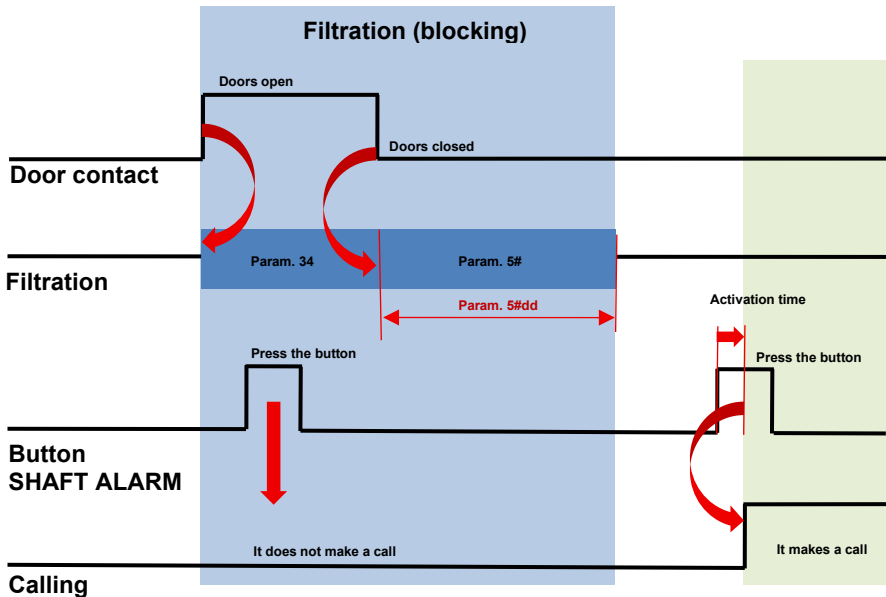 Filtration (blocking)
Doors open
Doors closed
Door contact
Param. 34
Param. 5#
Filtration
Param. 5#dd
Activation time
Press the button
Press the button
Button
SHAFT ALARM
It does not make a call
It makes a call
Calling